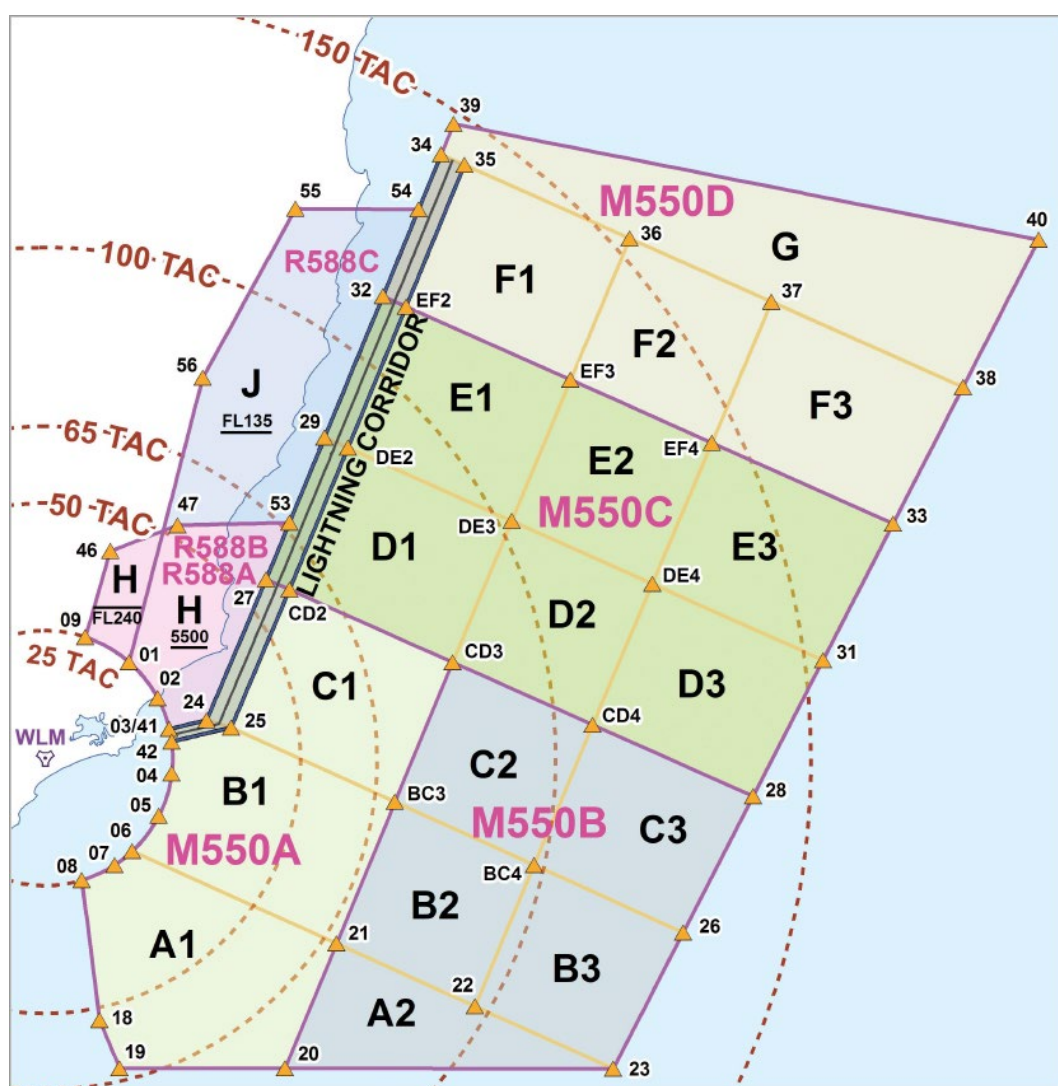 150 TAC
39
34
35
M550D
55
54
36
40
G
R588C
100 TAC
F1
32
EF2
37
F2
56
EF3
38
J
FL135
E1
F3
65 TAC
29
EF4
E2
DE2
LIGHTNING CORRIDOR
50 TAC
47
53
DE3
M550C
33
46
R588B
D1
E3
H
R588A
DE4
FL240
H
27
CD2
D2
09
5500
25 TAC
01
CD3
31
02
C1
D3
24
03/41
25
CD4
WLM
42
C2
04
B1
BC3
28
05
M550B
C3
06
M550A
07
BC4
08
B2
26
21
A1
B3
22
18
A2
19
20
23